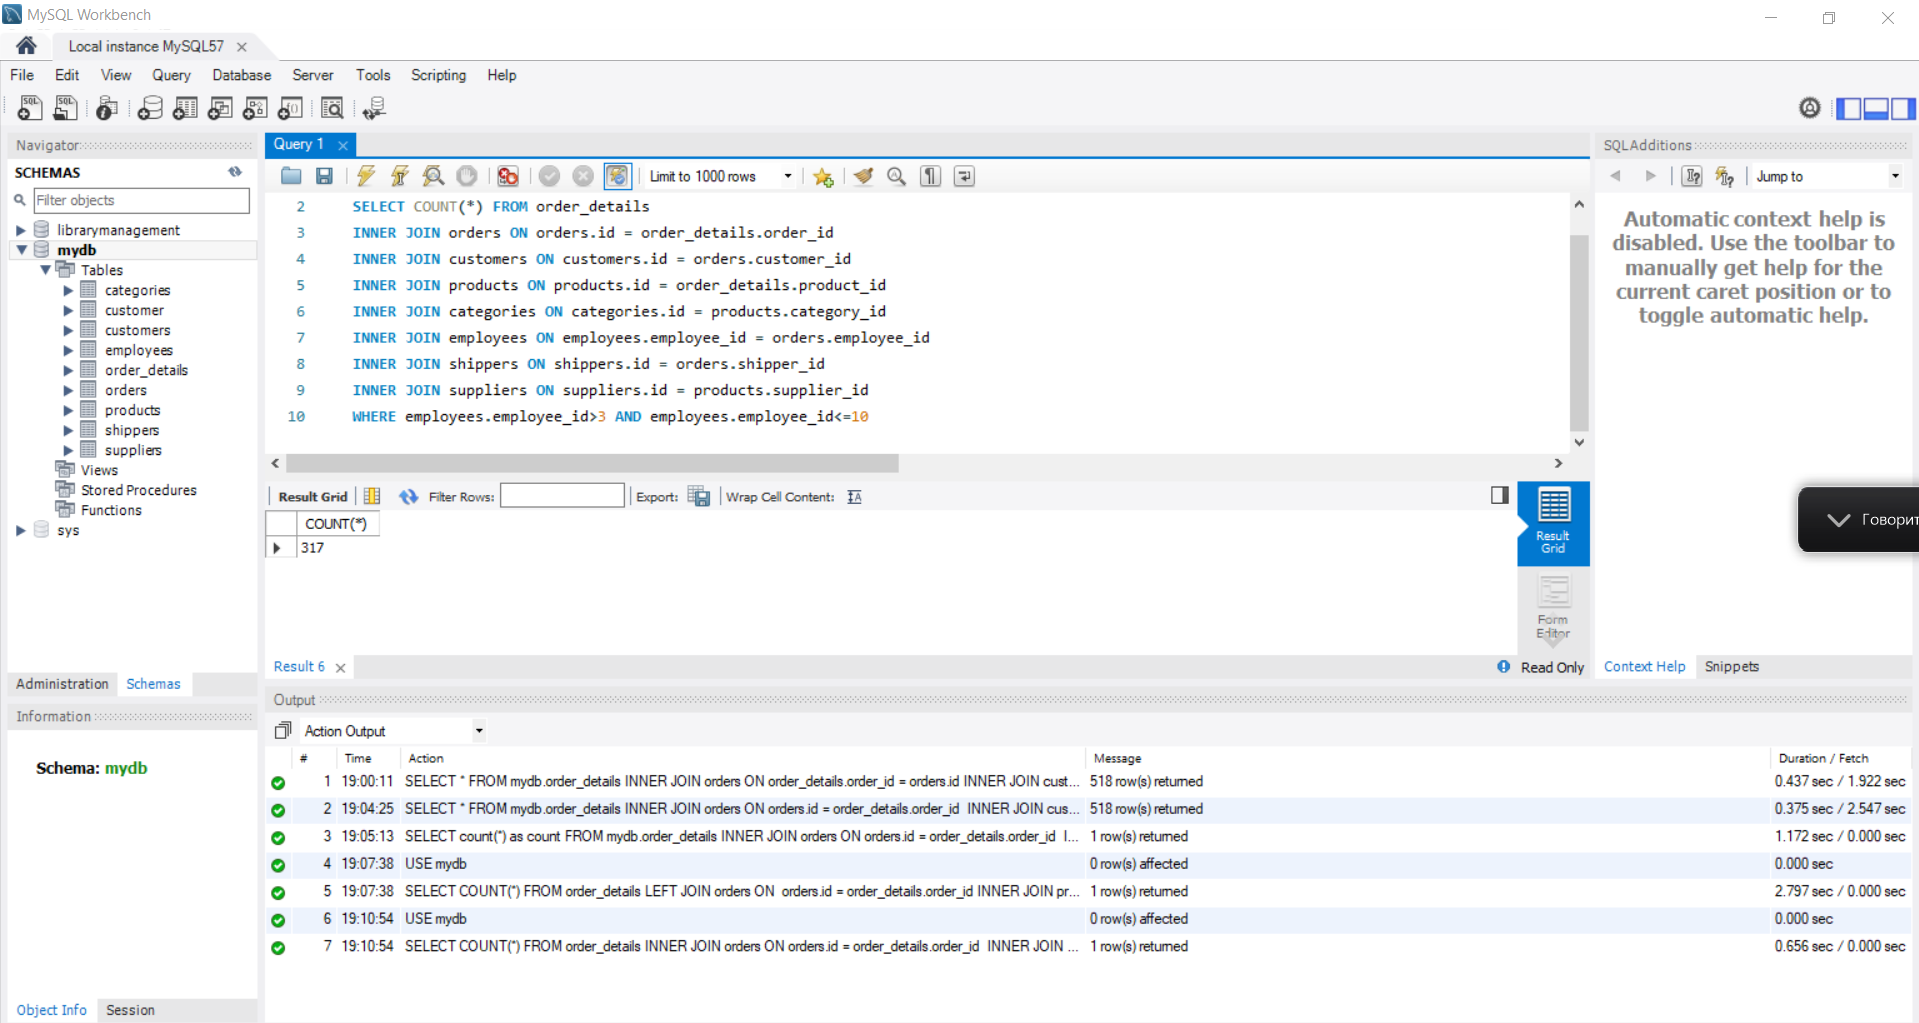 MySQL Workbench
Local instance MySQL57
File Edit View Query Database Server Tools Scripting Help
Navigator
SCHEMAS
Filter objects
librarymanagement
mydb
Tables
categories
customer
customers
employees
order_details
orders
products
shippers
suppliers
Views
Stored Procedures
Functions
sys
Administration Schemas
Information
Schema: mydb
Object Info Session
Query 1
Limit to 1000 rows
2 SELECT COUNT(*) FROM order_details
3 INNER JOIN orders ON orders.id = order_details.order_id
4 INNER JOIN customers ON customers.id = orders.customer_id
5 INNER JOIN products ON products.id = order_details.product_id
6 INNER JOIN categories ON categories.id = products.category_id
7 INNER JOIN employees ON employees.employee_id = orders.employee_id
8 INNER JOIN shippers ON shippers.id = orders.shipper_id
9 INNER JOIN suppliers ON suppliers.id = products.supplier_id
10 WHERE employees.employee_id>3 AND employees.employee_id<=10
Result Grid Filter Rows: Export: Wrap Cell Content:
COUNT(*)
317
Result
Grid
Form
Editor
Result 6
Read Only
SQLAdditions
Jump to
Automatic context help is
disabled. Use the toolbar to
manually get help for the
current caret position or to
toggle automatic help.
Говорит
Context Help Snippets
Output
Action Output
# Time Action Message Duration / Fetch
1 19:00:11 SELECT * FROM mydb.order_details INNER JOIN orders ON order_details.order_id = orders.id INNER JOIN cust... 518 row(s) returned 0.437 sec / 1.922 sec
2 19:04:25 SELECT * FROM mydb.order_details INNER JOIN orders ON orders.id = order_details.order_id INNER JOIN cus... 518 row(s) returned 0.375 sec / 2.547 sec
3 19:05:13 SELECT count(*) as count FROM mydb.order_details INNER JOIN orders ON orders.id = order_details.order_id I... 1 row(s) returned 1.172 sec / 0.000 sec
4 19:07:38 USE mydb 0 row(s) affected 0.000 sec
5 19:07:38 SELECT COUNT(*) FROM order_details LEFT JOIN orders ON orders.id = order_details.order_id INNER JOIN pr... 1 row(s) returned 2.797 sec / 0.000 sec
6 19:10:54 USE mydb 0 row(s) affected 0.000 sec
7 19:10:54 SELECT COUNT(*) FROM order_details INNER JOIN orders ON orders.id = order_details.order_id INNER JOIN ... 1 row(s) returned 0.656 sec / 0.000 sec